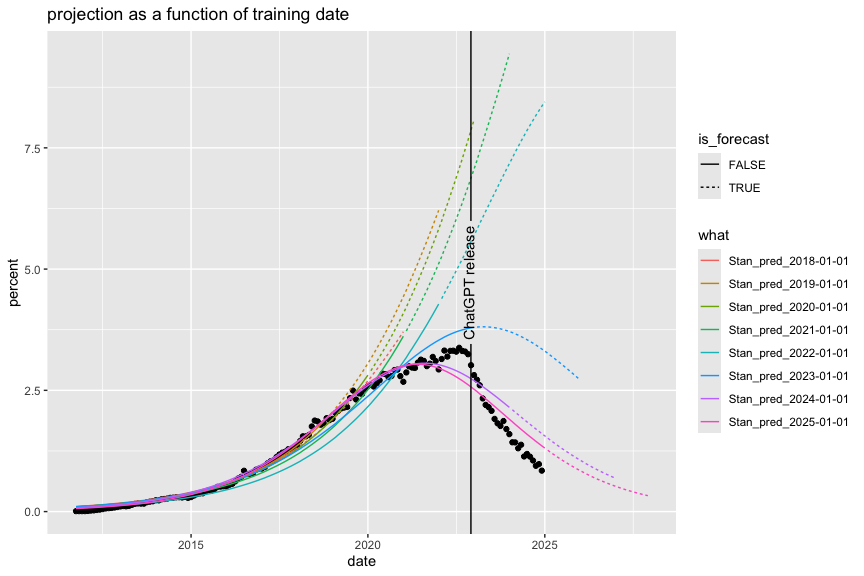 projection as a function of training date
percent
7.5
5.0
2.5
0.0
ChatGPT release
2015
2020
2025
date
is_forecast
FALSE
TRUE
what
Stan_pred_2018-01-01
Stan_pred_2019-01-01
Stan_pred_2020-01-01
Stan_pred_2021-01-01
Stan_pred_2022-01-01
Stan_pred_2023-01-01
Stan_pred_2024-01-01
Stan_pred_2025-01-01